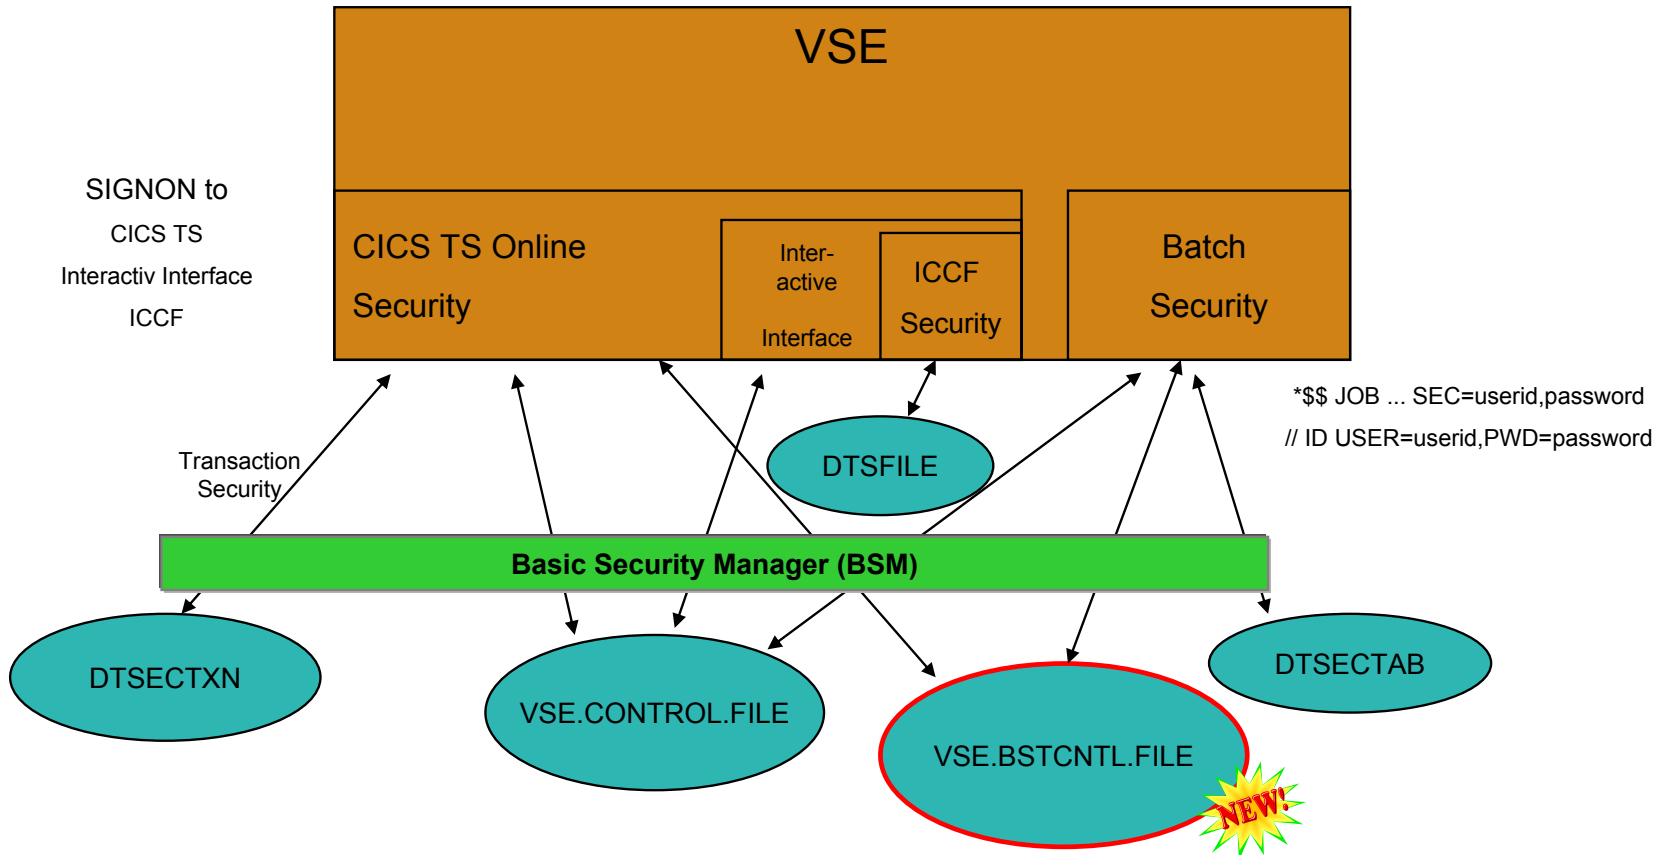 VSE
SIGNON to
CICS TS
Interactiv Interface
ICCF
CICS TS Online
Security
Inter-
active
Interface
ICCF
Security
Batch
Security
*$$ JOB ... SEC=userid,password
// ID USER=userid,PWD=password
Transaction
Security
DTSFILE
Basic Security Manager (BSM)
DTSECTXN
VSE.CONTROL.FILE
VSE.BSTCNTL.FILE
DTSECTAB
NEW!